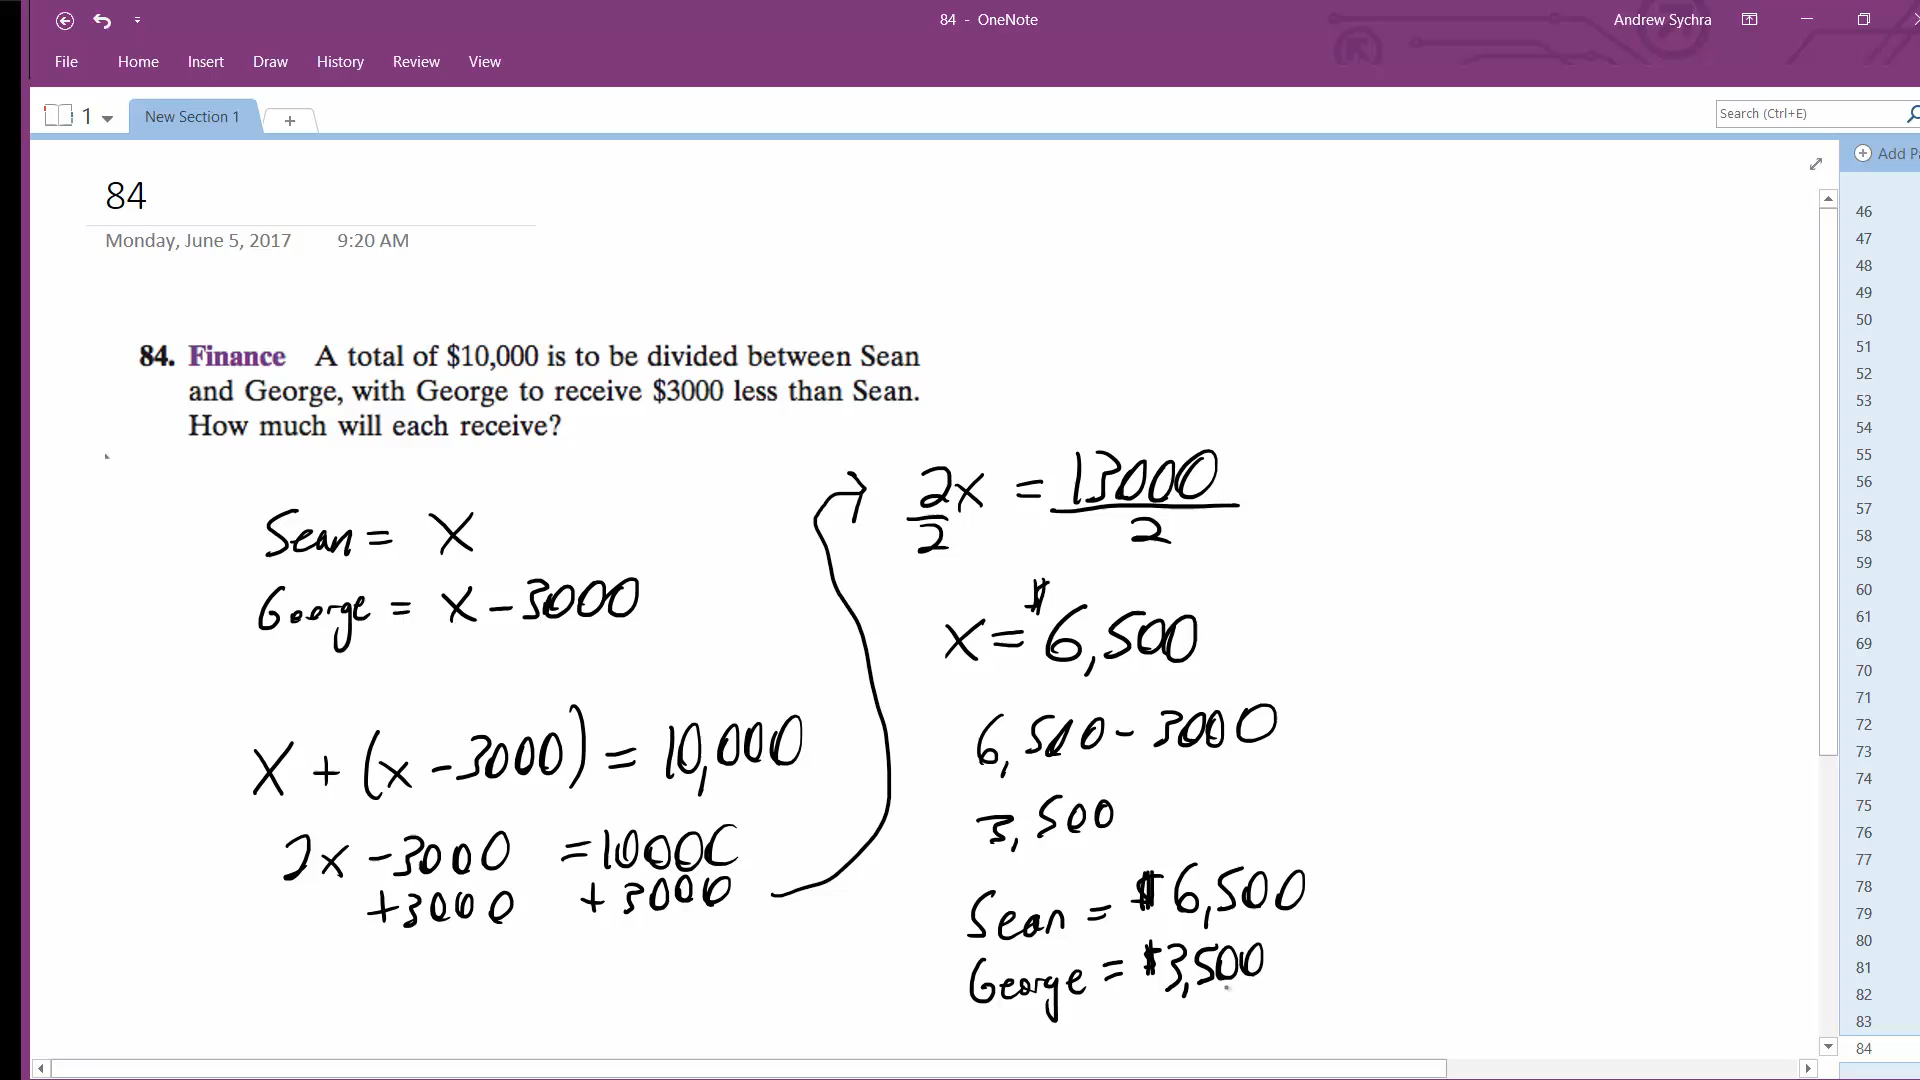 84 - OneNote
Andrew Sychra
File Home Insert Draw History Review View
1
New Section 1
+
Search (Ctrl+E)
84
Monday, June 5, 2017 9:20 AM
84. Finance A total of $10,000 is to be divided between Sean
and George, with George to receive $3000 less than Sean.
How much will each receive?
Sean = X
George = X - 3000
X + (x - 3000) = 10,000
2x - 3000 = 10000
+3000 +3000
2x = 13000
2 2
x = $6,500
6,500 - 3000
3,500
Sean = $6,500
George = $3,500
Add
46
47
48
49
50
51
52
53
54
55
56
57
58
59
60
61
69
70
71
72
73
74
75
76
77
78
79
80
81
82
83
84